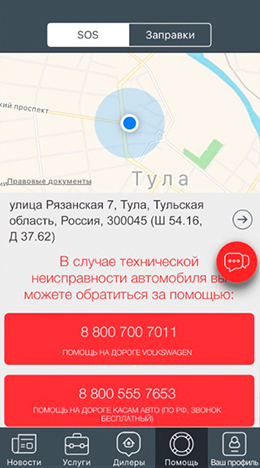 SOS Заправки
ский проспект
Правовые документы
Тула
улица Рязанская 7, Тула, Тульская
область, Россия, 300045 (Ш 54.16,
Д 37.62)
В случае технической
неисправности автомобиля вы
можете обратиться за помощью:
8 800 700 7011
ПОМОЩЬ НА ДОРОГЕ VOLKSWAGEN
8 800 555 7653
ПОМОЩЬ НА ДОРОГЕ КАСАМ АВТО (ПО РФ. ЗВОНОК
БЕСПЛАТНЫЙ)
Новости Услуги Дилеры Помощь Ваш профиль